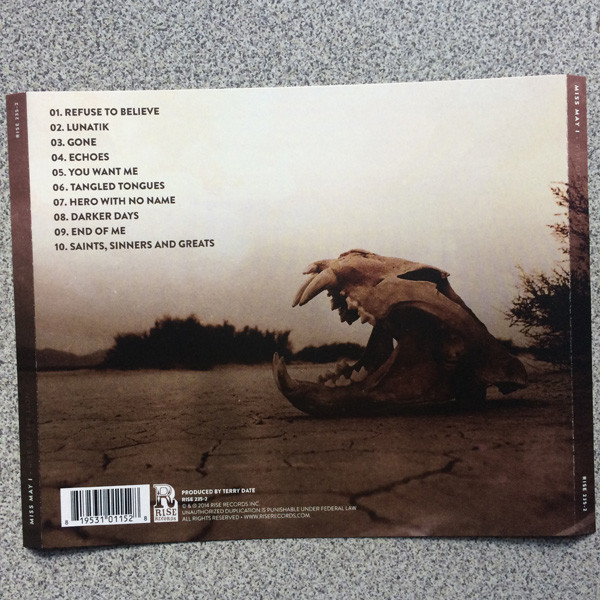 RISE 235-2
MISS MAY I
01. REFUSE TO BELIEVE
02. LUNATIK
03. GONE
04. ECHOES
05. YOU WANT ME
06. TANGLED TONGUES
07. HERO WITH NO NAME
08. DARKER DAYS
09. END OF ME
10. SAINTS, SINNERS AND GREATS
MISS MAY I
8 19531 01152 8
R
RISE
RECORDS
PRODUCED BY TERRY DATE
RISE 235-2
© & ℗ 2014 RISE RECORDS INC.
UNAUTHORIZED DUPLICATION IS PUNISHABLE UNDER FEDERAL LAW
ALL RIGHTS RESERVED • WWW.RISERECORDS.COM
RISE 235-2